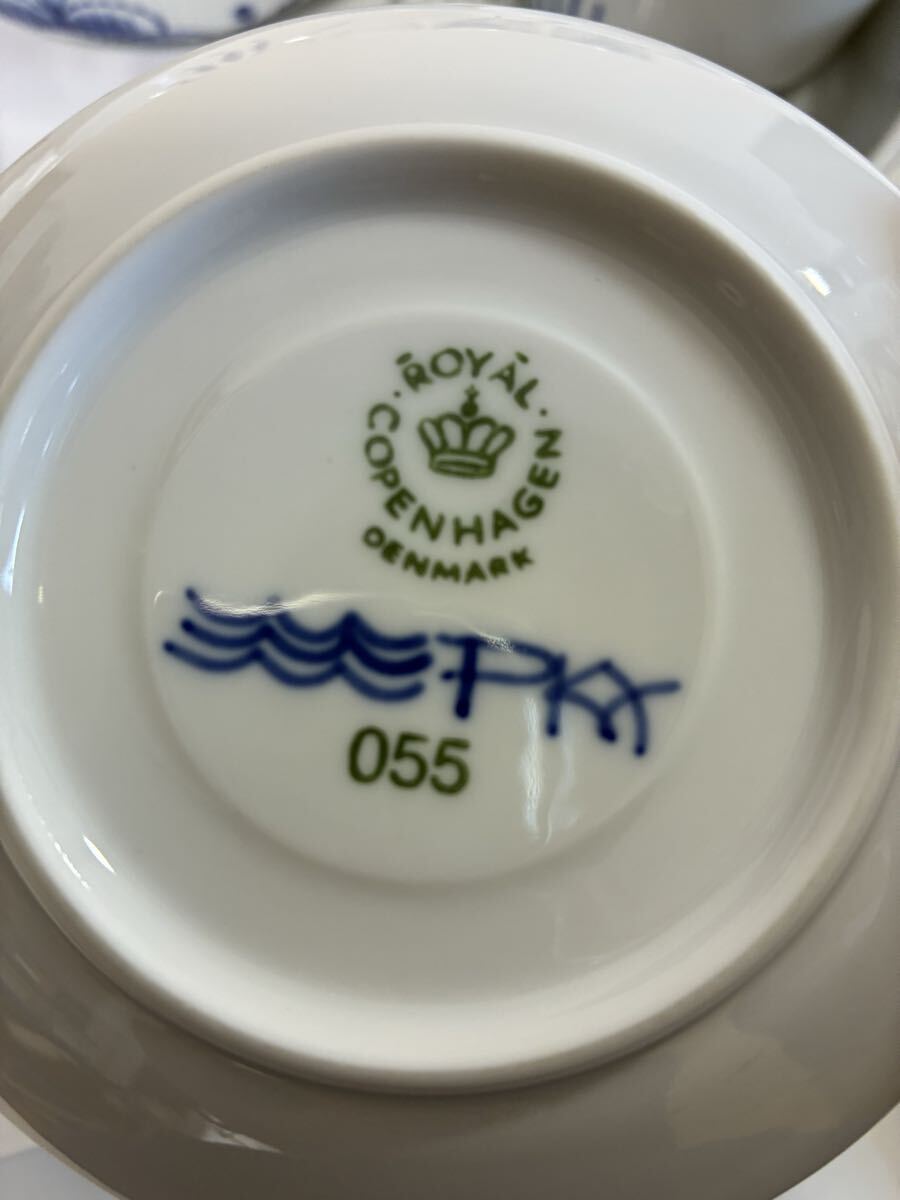 ROYAL
COPENHAGEN
DENMARK
055